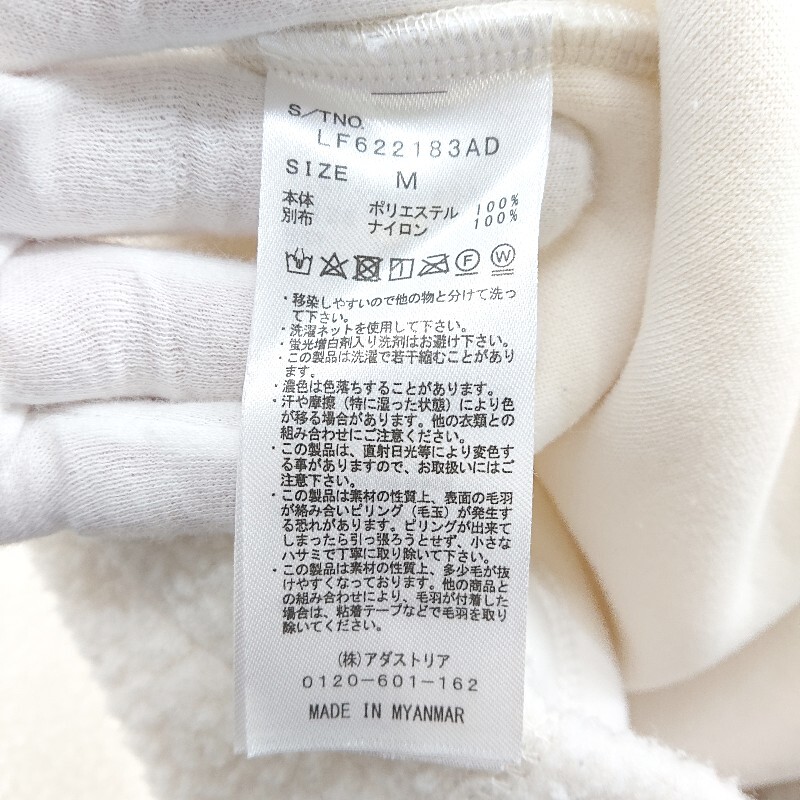 S/TNO.
LF622183AD
SIZE M
本体 ポリエステル 100%
別布 ナイロン 100%
F W
・移染しやすいので他の物と分けて洗っ
て下さい。
・洗濯ネットを使用して下さい。
・蛍光増白剤入り洗剤はお避け下さい。
・この製品は洗濯で若干縮むことがあり
ます。
・濃色は色落ちすることがあります。
・汗や摩擦（特に湿った状態）により色
が移る場合があります。他の衣類との
組み合わせにご注意ください。
・この製品は、直射日光等により変色す
る事がありますので、お取扱いにはご
注意下さい。
・この製品は素材の性質上、表面の毛羽
が絡み合いピリング（毛玉）が発生す
る恐れがあります。ピリングが出来て
しまったら引っ張ろうとせず、小さな
ハサミで丁寧に取り除いて下さい。
・この製品は素材の性質上、多少毛が抜
けやすくなっております。他の商品と
の組み合わせにより、毛羽が付着した
場合は、粘着テープなどで毛羽を取り
除いてください。
（株）アダストリア
0120-601-162
MADE IN MYANMAR